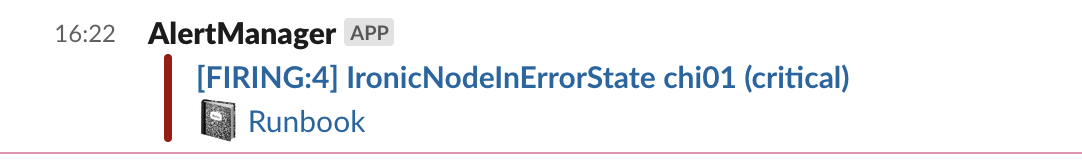 16:22 AlertManager APP
[FIRING:4] IronicNodeInErrorState chi01 (critical)
Runbook